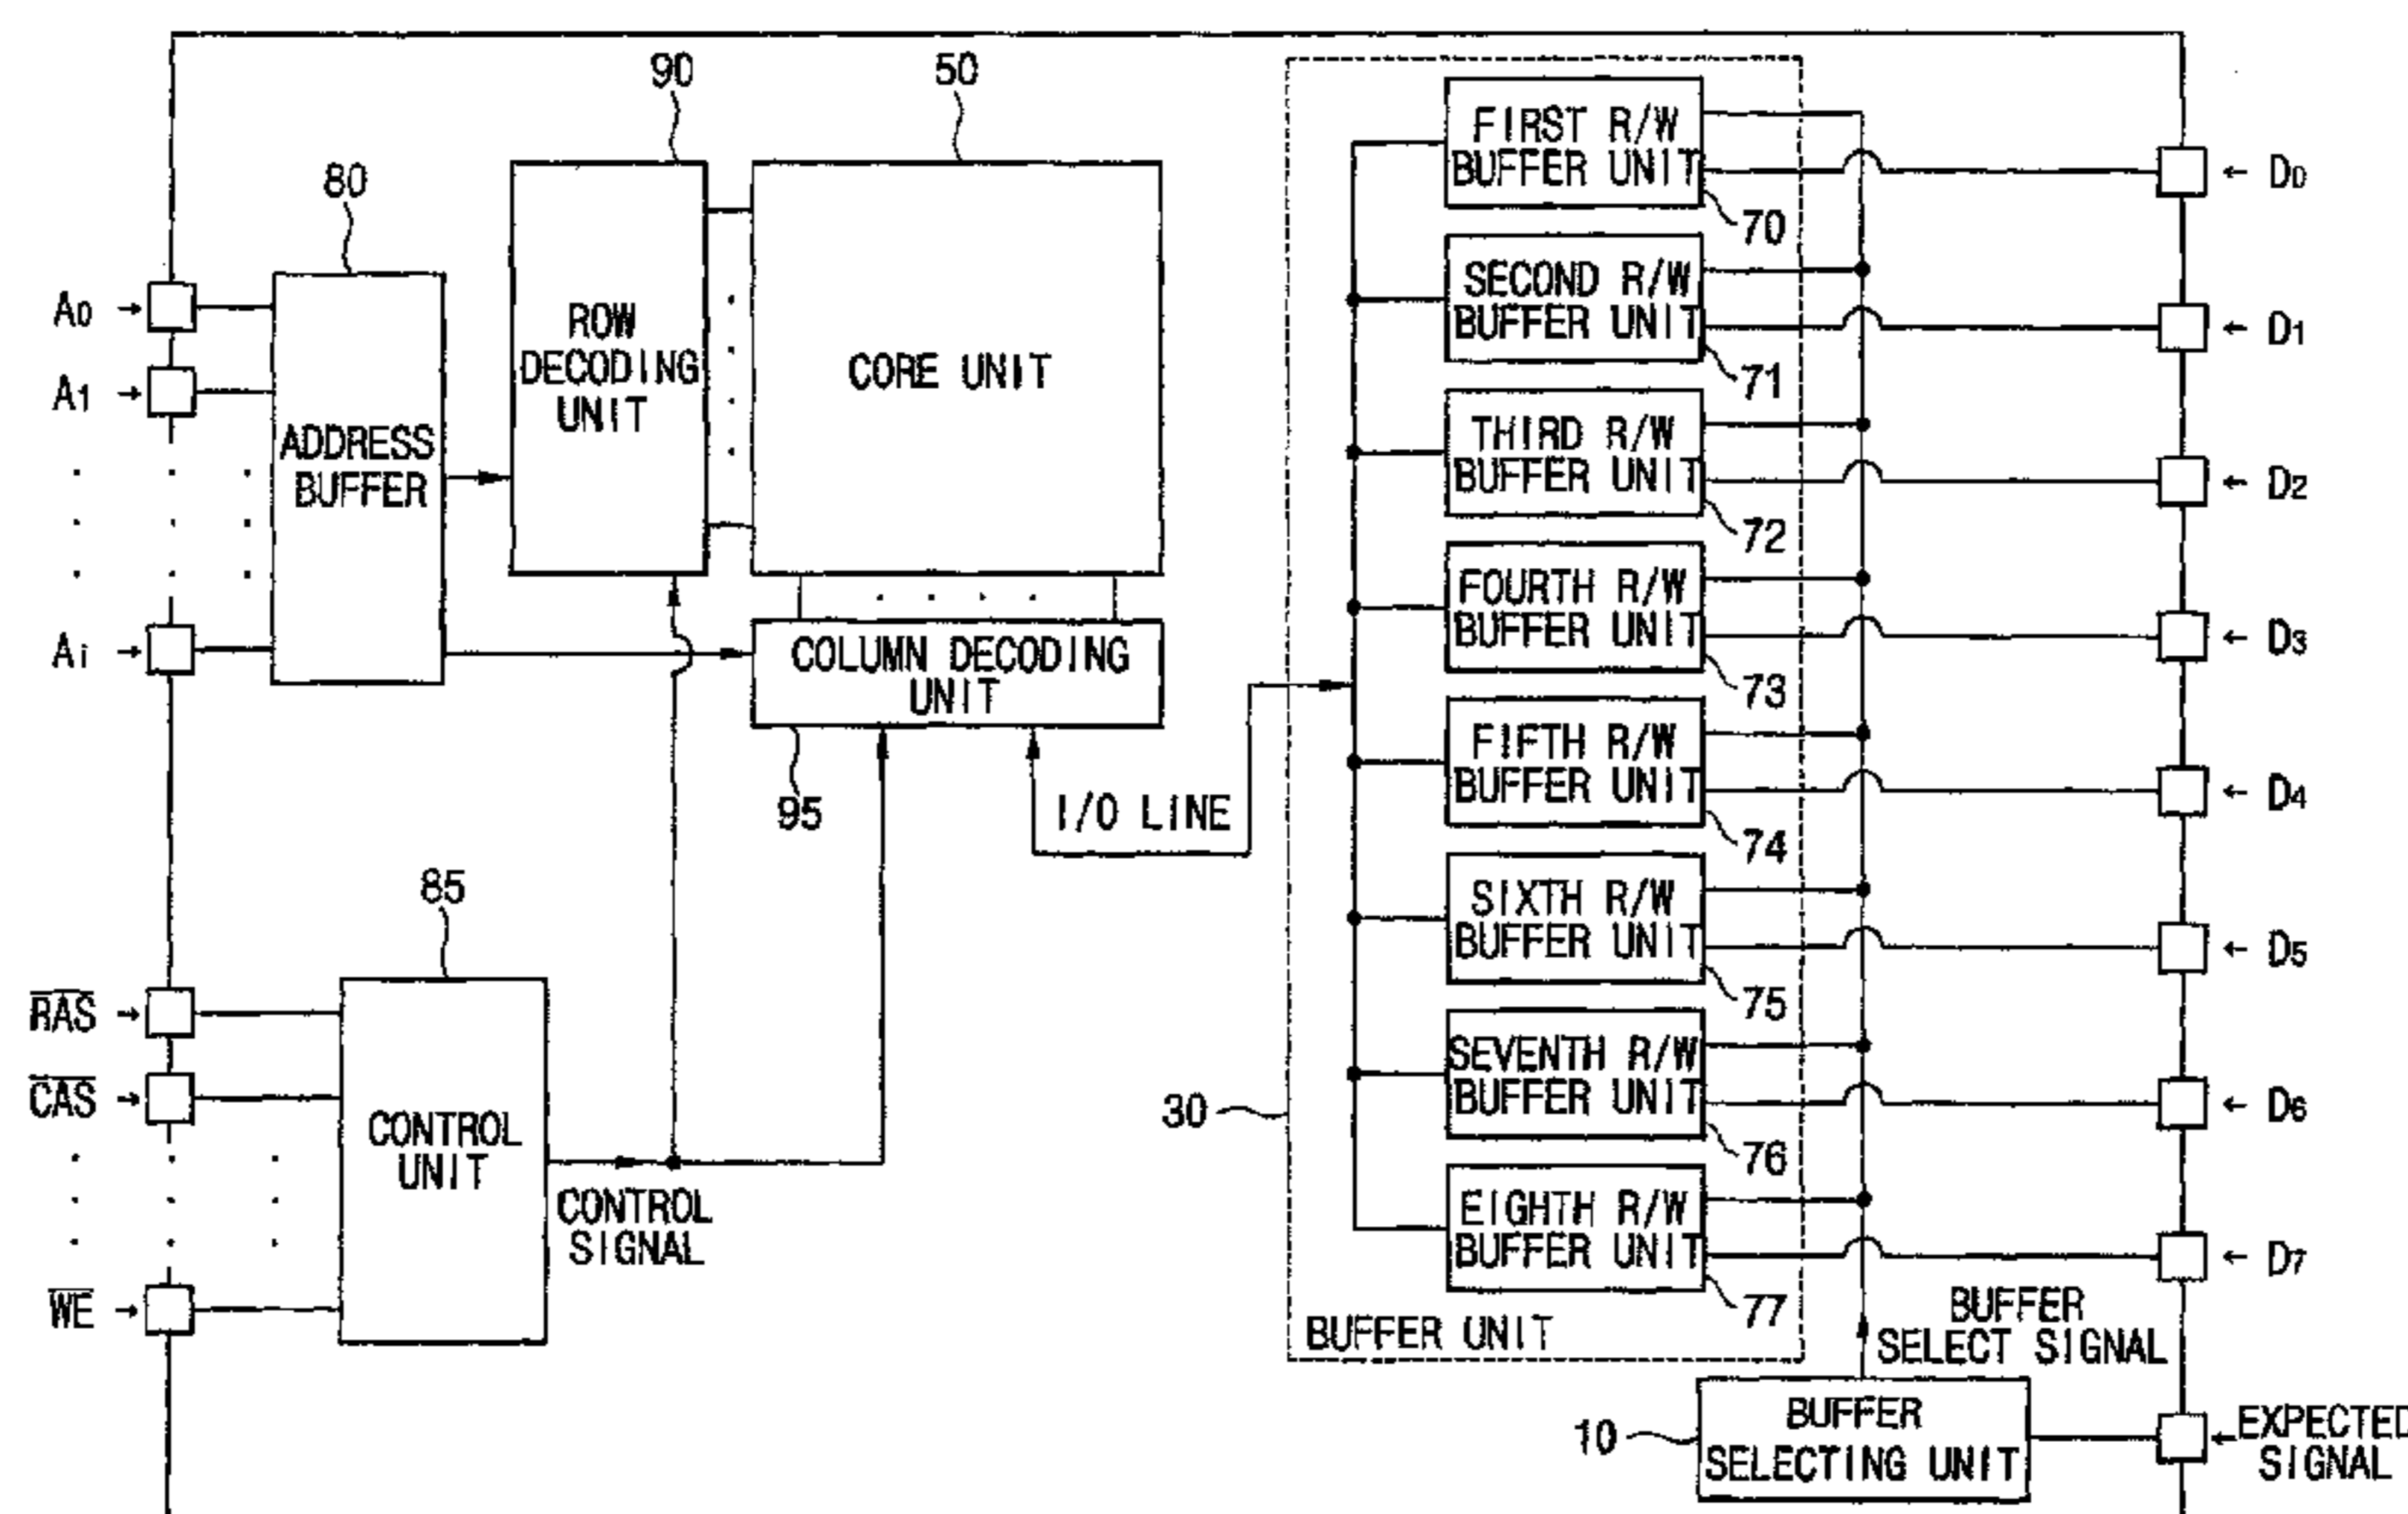 90
50
80
A0
A1
Ai
ADDRESS
BUFFER
ROW
DECODING
UNIT
CORE UNIT
COLUMN DECODING
UNIT
95
I/O LINE
85
RAS
CAS
WE
CONTROL
UNIT
CONTROL
SIGNAL
FIRST R/W
BUFFER UNIT
70
D0
SECOND R/W
BUFFER UNIT
71
D1
THIRD R/W
BUFFER UNIT
72
D2
FOURTH R/W
BUFFER UNIT
73
D3
FIFTH R/W
BUFFER UNIT
74
D4
SIXTH R/W
BUFFER UNIT
75
D5
SEVENTH R/W
BUFFER UNIT
76
D6
EIGHTH R/W
BUFFER UNIT
77
D7
30
BUFFER UNIT
BUFFER
SELECT SIGNAL
10
BUFFER
SELECTING UNIT
EXPECTED
SIGNAL